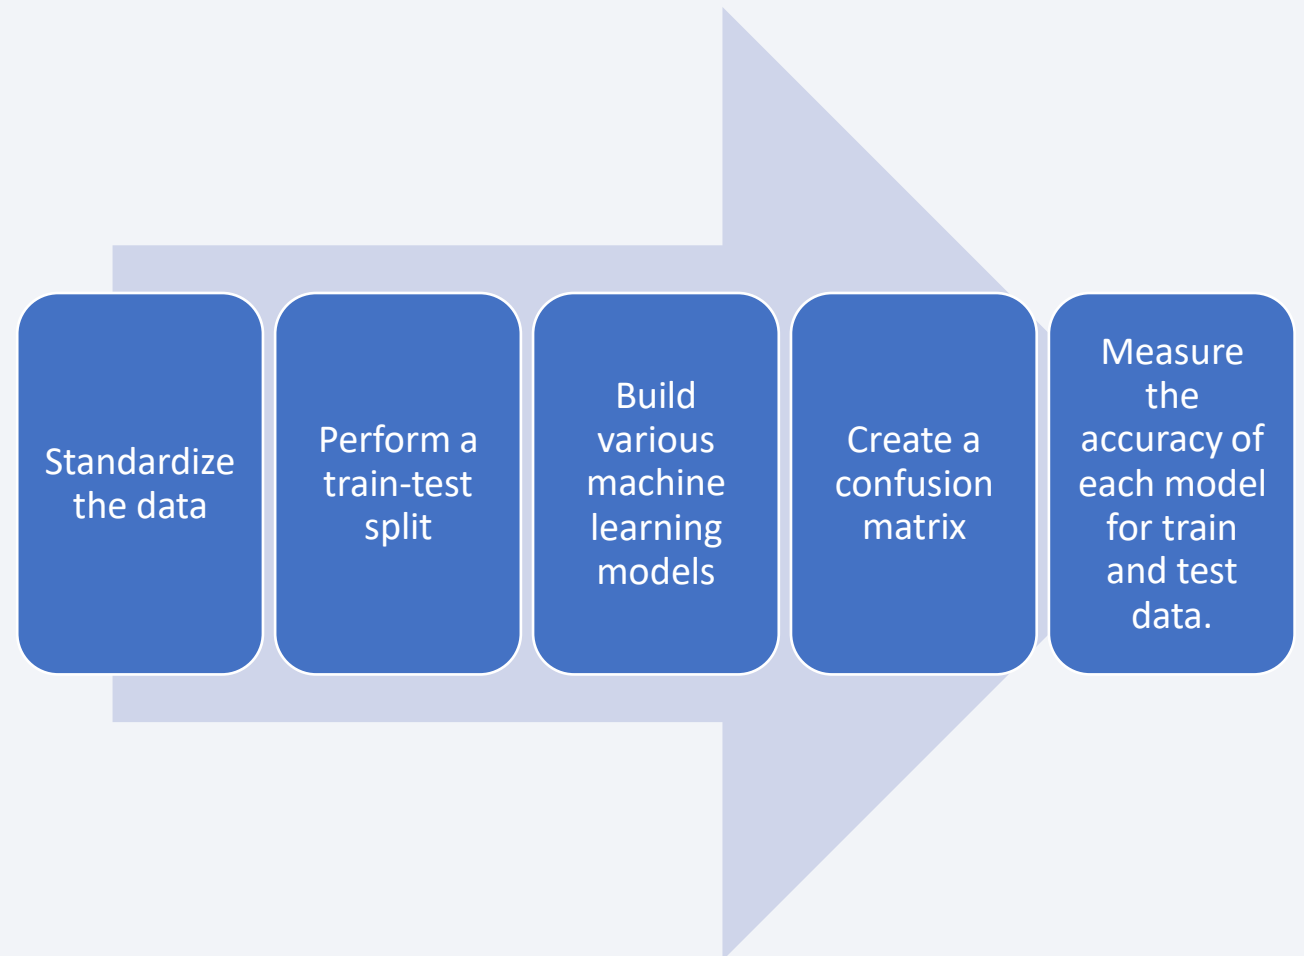 Standardize
the data
Perform a
train-test
split
Build
various
machine
learning
models
Create a
confusion
matrix
Measure
the
accuracy of
each model
for train
and test
data.